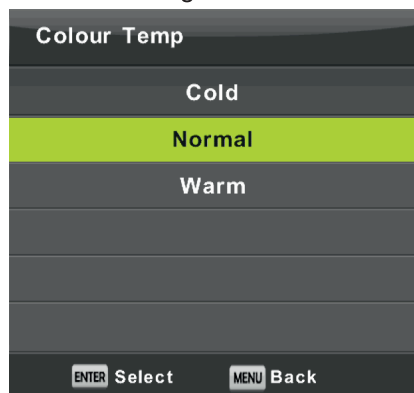 Colour Temp
Cold
Normal
Warm
ENTER Select MENU Back